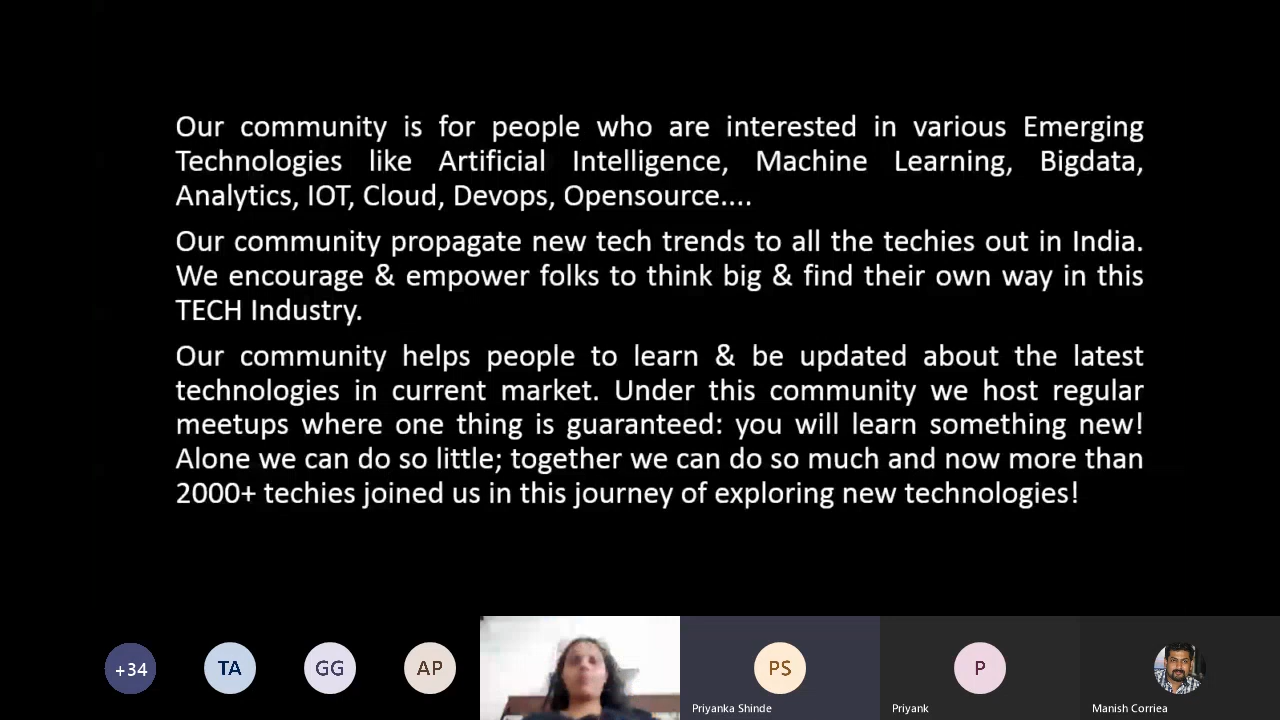 Our community is for people who are interested in various Emerging
Technologies like Artificial Intelligence, Machine Learning, Bigdata,
Analytics, IOT, Cloud, Devops, Opensource....
Our community propagate new tech trends to all the techies out in India.
We encourage & empower folks to think big & find their own way in this
TECH Industry.
Our community helps people to learn & be updated about the latest
technologies in current market. Under this community we host regular
meetups where one thing is guaranteed: you will learn something new!
Alone we can do so little; together we can do so much and now more than
2000+ techies joined us in this journey of exploring new technologies!
+34 TA GG AP PS P
Priyanka Shinde Priyank Manish Corriea